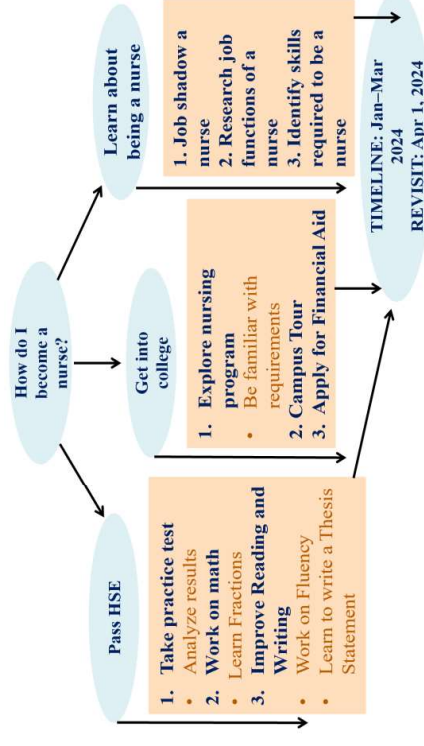 How do I
become a
nurse?
Pass HSE
1. Take practice test
• Analyze results
2. Work on math
• Learn Fractions
3. Improve Reading and
Writing
• Work on Fluency
• Learn to write a Thesis
Statement
Get into
college
1. Explore nursing
program
• Be familiar with
requirements
2. Campus Tour
3. Apply for Financial Aid
Learn about
being a nurse
1. Job shadow a
nurse
2. Research job
functions of a
nurse
3. Identify skills
required to be a
nurse
TIMELINE: Jan–Mar
2024
REVISIT: Apr 1, 2024